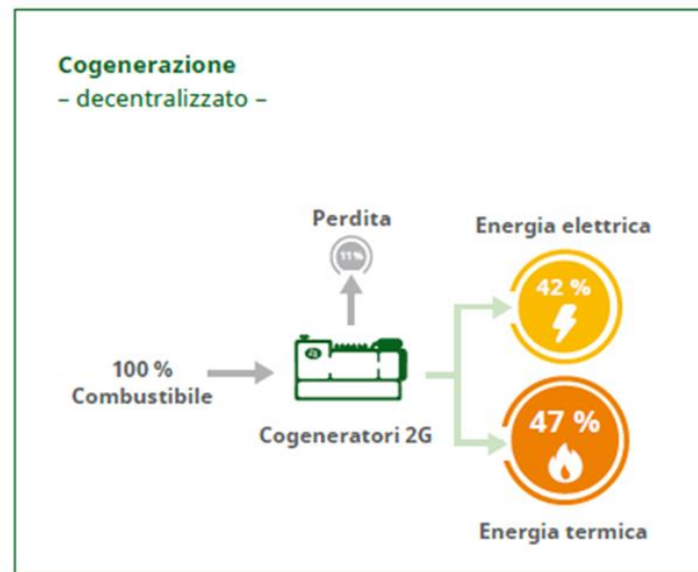 Cogenerazione
– decentralizzato –
Perdita
11%
Energia elettrica
42 %
100 %
Combustibile
Cogeneratori 2G
47 %
Energia termica